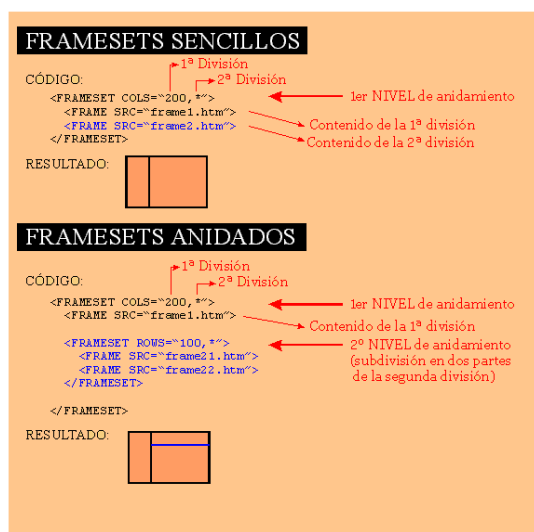 FRAMESETS SENCILLOS
1ª División
CÓDIGO:
2ª División
<FRAMESET COLS="200,*">
1er NIVEL de anidamiento
<FRAME SRC="frame1.htm">
Contenido de la 1ª división
<FRAME SRC="frame2.htm">
Contenido de la 2ª división
</FRAMESET>
RESULTADO:
FRAMESETS ANIDADOS
1ª División
CÓDIGO:
2ª División
<FRAMESET COLS="200,*">
1er NIVEL de anidamiento
<FRAME SRC="frame1.htm">
Contenido de la 1ª división
<FRAMESET ROWS="100,*">
2º NIVEL de anidamiento
<FRAME SRC="frame21.htm">
(subdivisión en dos partes
<FRAME SRC="frame22.htm">
de la segunda división)
</FRAMESET>
</FRAMESET>
RESULTADO: